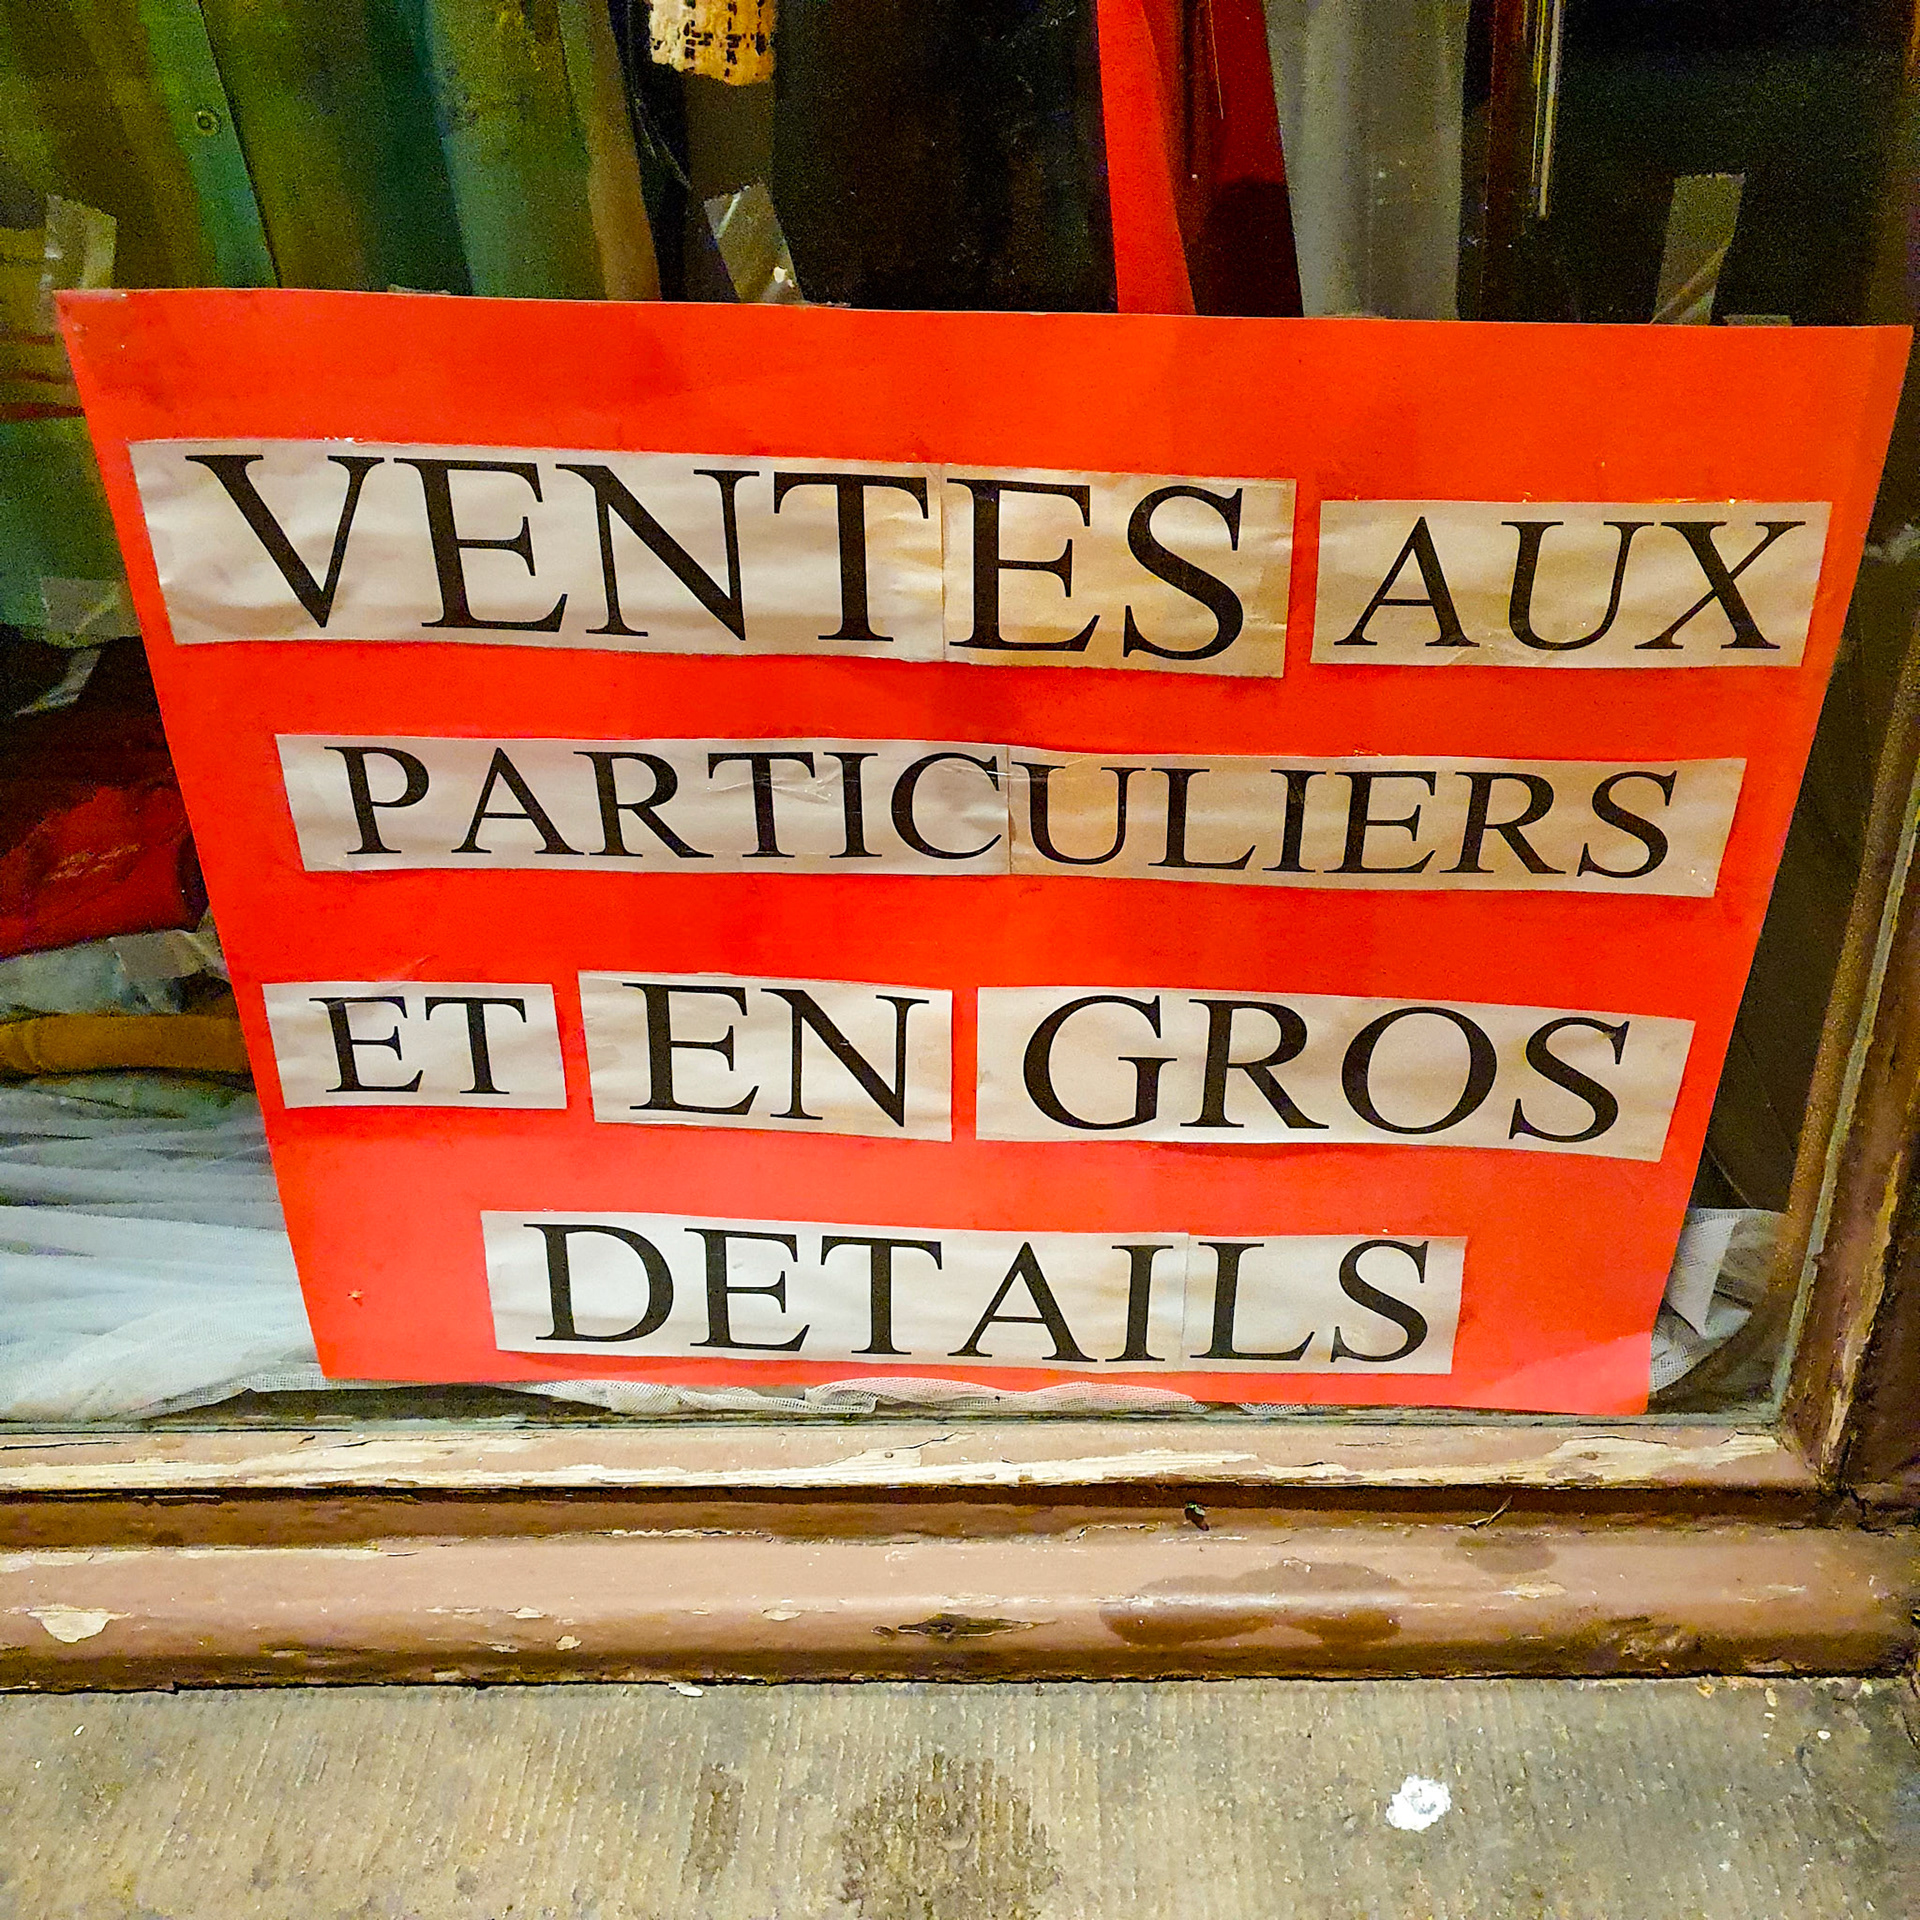 VENTES AUX
PARTICULIERS
ET EN GROS
DETAILS